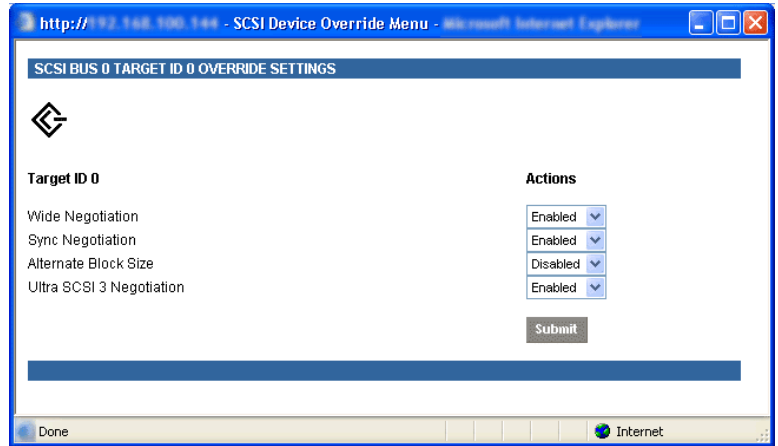 http:// - SCSI Device Override Menu -
SCSI BUS 0 TARGET ID 0 OVERRIDE SETTINGS
Target ID 0 Actions
Wide Negotiation Enabled
Sync Negotiation Enabled
Alternate Block Size Disabled
Ultra SCSI 3 Negotiation Enabled
Submit
Done Internet